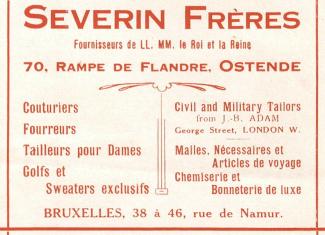 SEVERIN FRÈRES
Fournisseurs de LL. MM. le Roi et la Reine
70, RAMPE DE FLANDRE, OSTENDE
Couturiers
Fourreurs
Tailleurs pour Dames
Golfs et
Sweaters exclusifs
Civil and Military Tailors
from J.-B. ADAM
George Street, LONDON W.
Malles, Nécessaires et
Articles de voyage
Chemiserie et
Bonneterie de luxe
BRUXELLES, 38 à 46, rue de Namur.